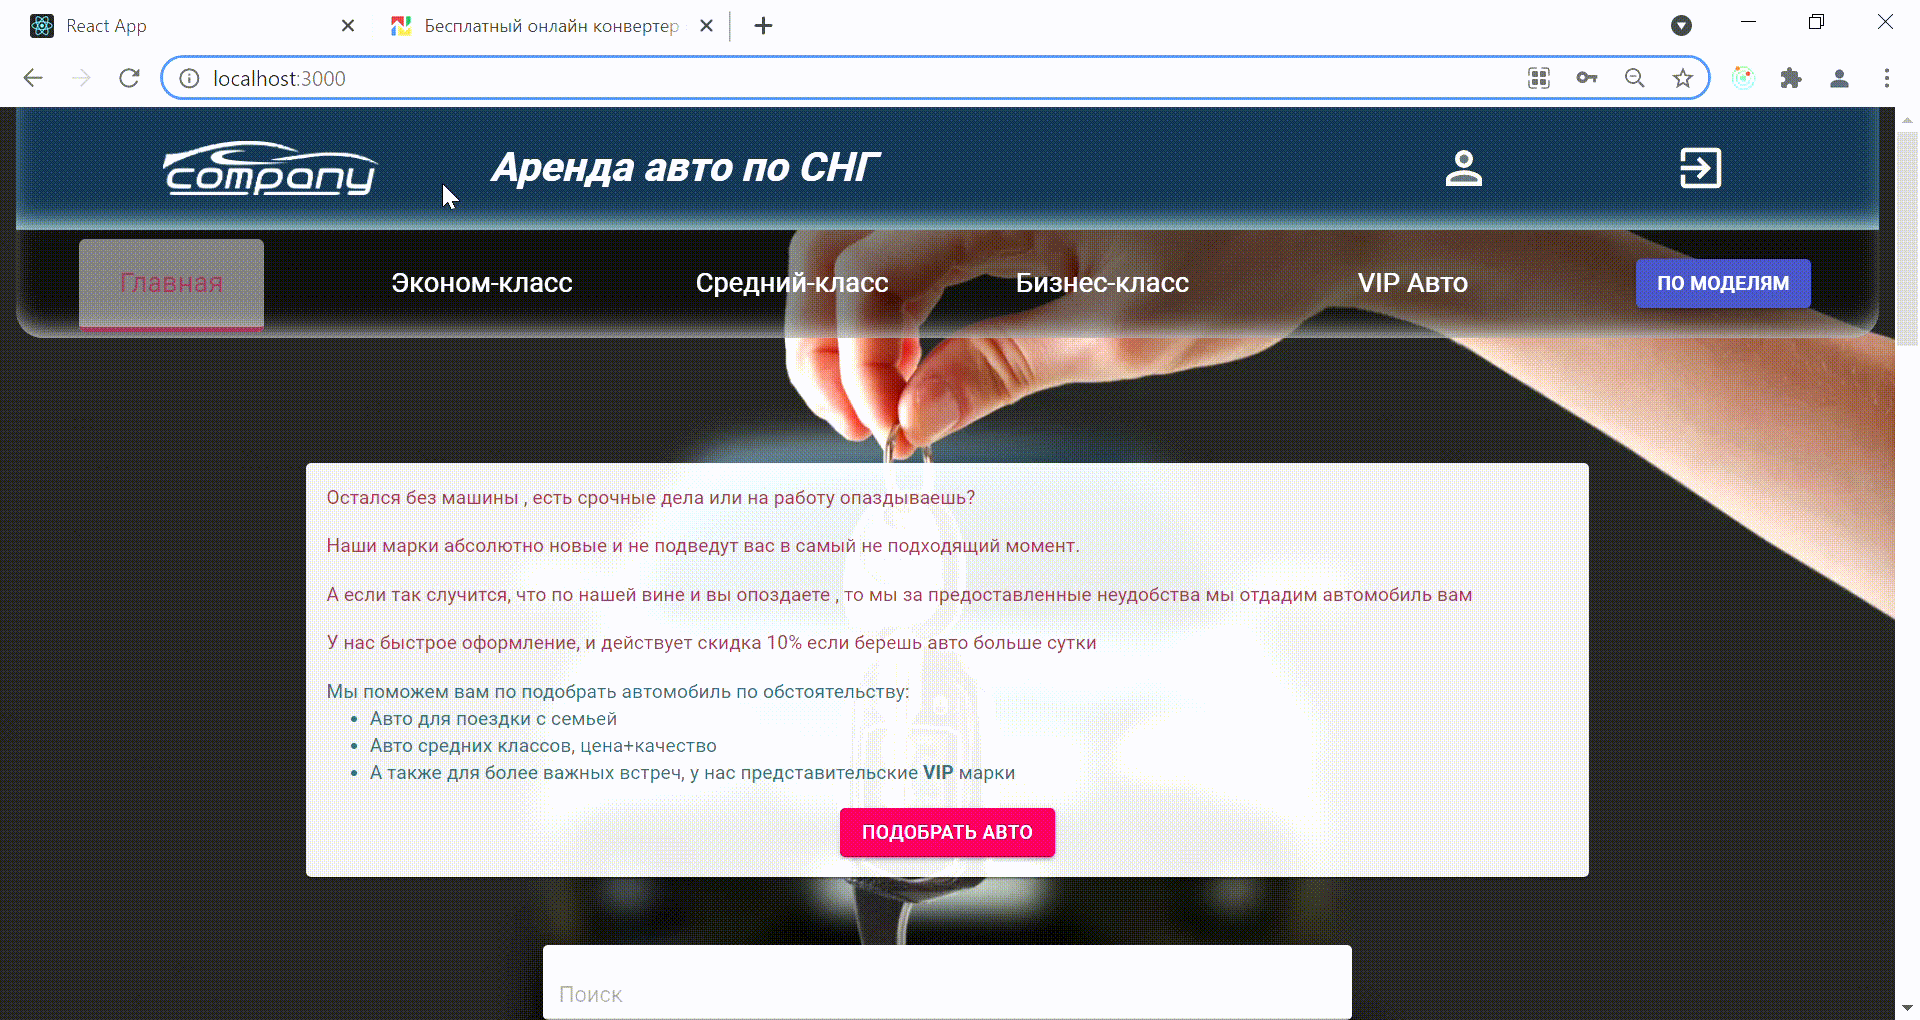 React App
Бесплатный онлайн конвертер
localhost:3000
company
Аренда авто по СНГ
Главная
Эконом-класс
Средний-класс
Бизнес-класс
VIP Авто
ПО МОДЕЛЯМ
Остался без машины , есть срочные дела или на работу опаздываешь?
Наши марки абсолютно новые и не подведут вас в самый не подходящий момент.
А если так случится, что по нашей вине и вы опоздаете , то мы за предоставленные неудобства мы отдадим автомобиль вам
У нас быстрое оформление, и действует скидка 10% если берешь авто больше сутки
Мы поможем вам по подобрать автомобиль по обстоятельству:
• Авто для поездки с семьей
• Авто средних классов, цена+качество
• А также для более важных встреч, у нас представительские VIP марки
ПОДОБРАТЬ АВТО
Поиск